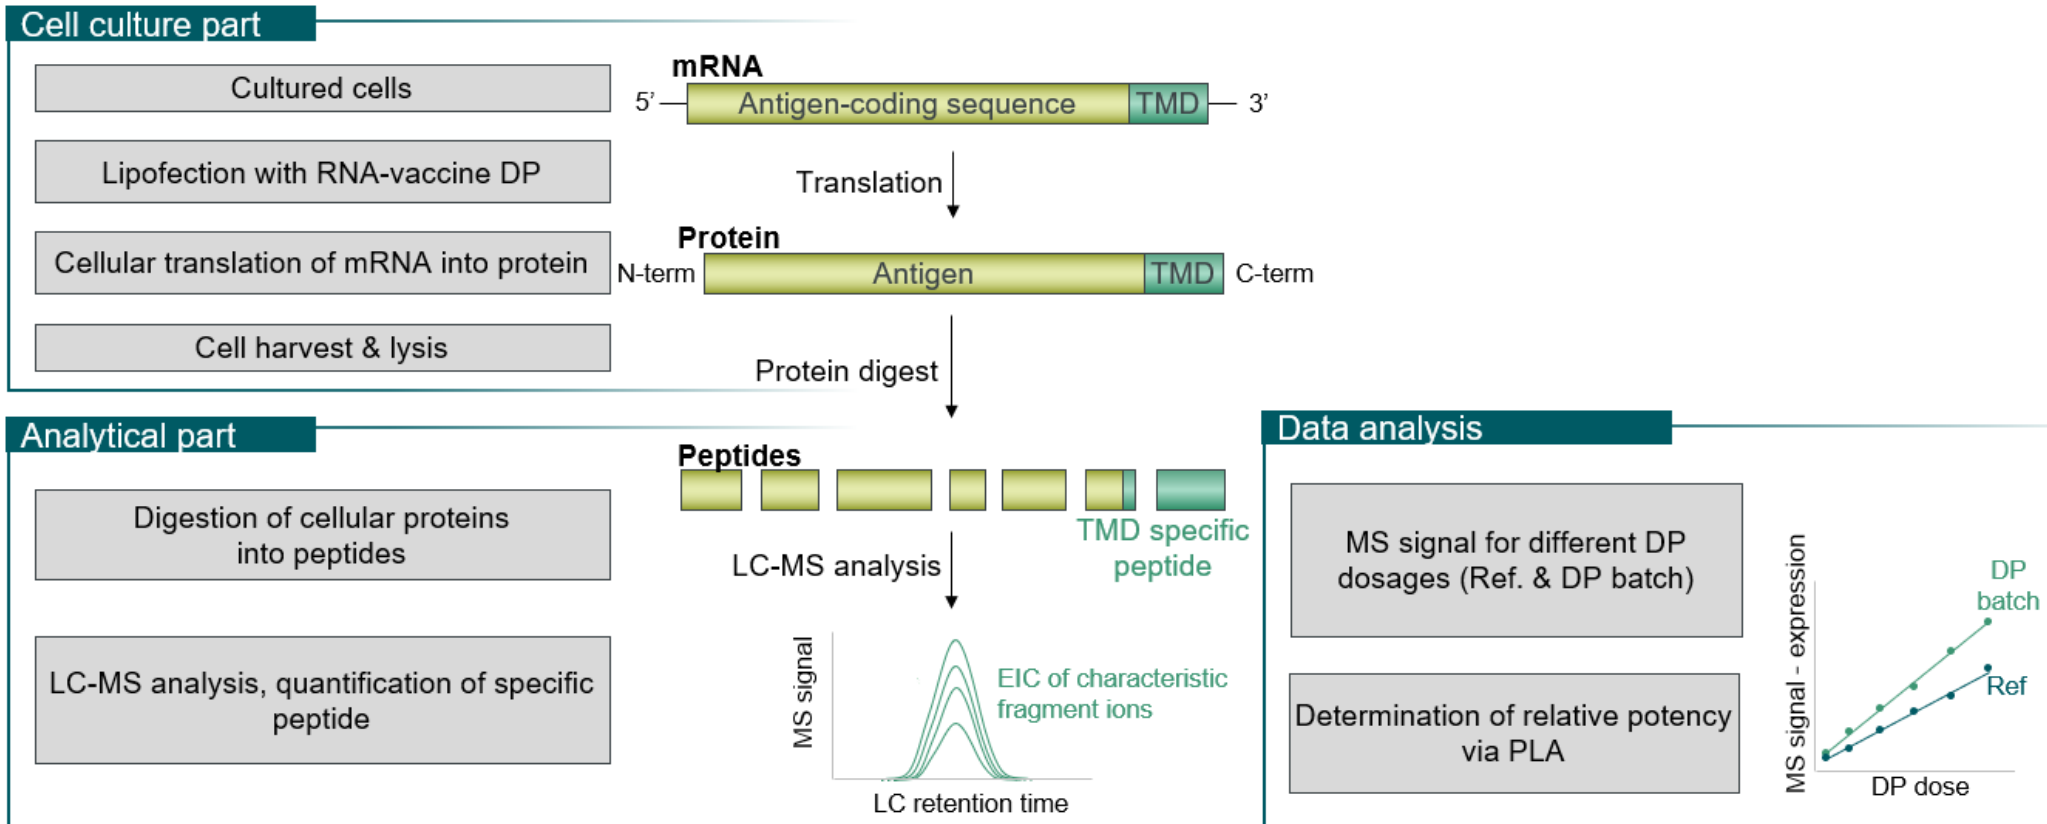 Cell culture part
Cultured cells
Lipofection with RNA-vaccine DP
Cellular translation of mRNA into protein
Cell harvest & lysis
mRNA
5’
Antigen-coding sequence
TMD
3’
Translation
Protein
N-term
Antigen
TMD
C-term
Protein digest
Analytical part
Digestion of cellular proteins
into peptides
LC-MS analysis, quantification of specific
peptide
Peptides
TMD specific
peptide
LC-MS analysis
MS signal
EIC of characteristic
fragment ions
LC retention time
Data analysis
MS signal for different DP
dosages (Ref. & DP batch)
Determination of relative potency
via PLA
MS signal - expression
DP
batch
Ref
DP dose